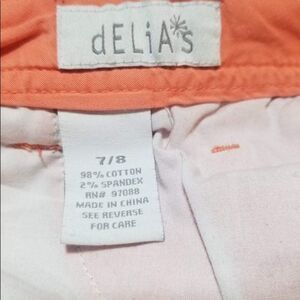 dELiA*s
7/8
98% COTTON
2% SPANDEX
RN# 97088
MADE IN CHINA
SEE REVERSE
FOR CARE